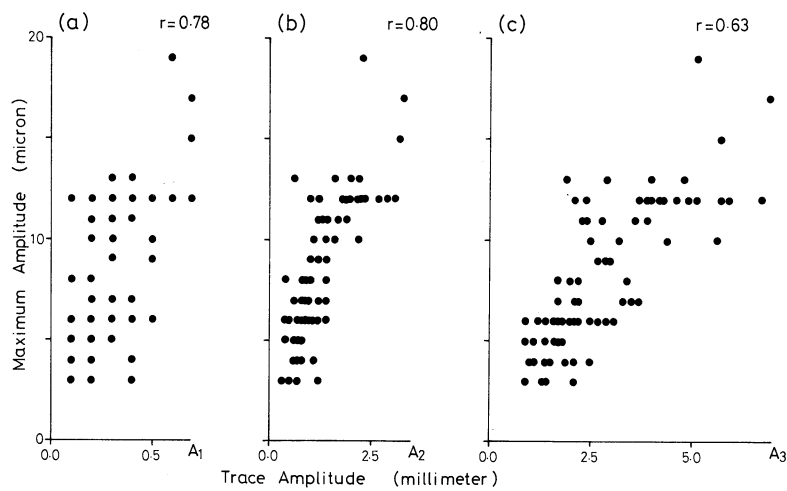 (a) r=0.78 (b) r=0.80 (c) r=0.63
20
10
0
Maximum Amplitude (micron)
0.0 0.5 A1 0.0 2.5 A2 0.0 2.5 5.0 A3
Trace Amplitude (millimeter)